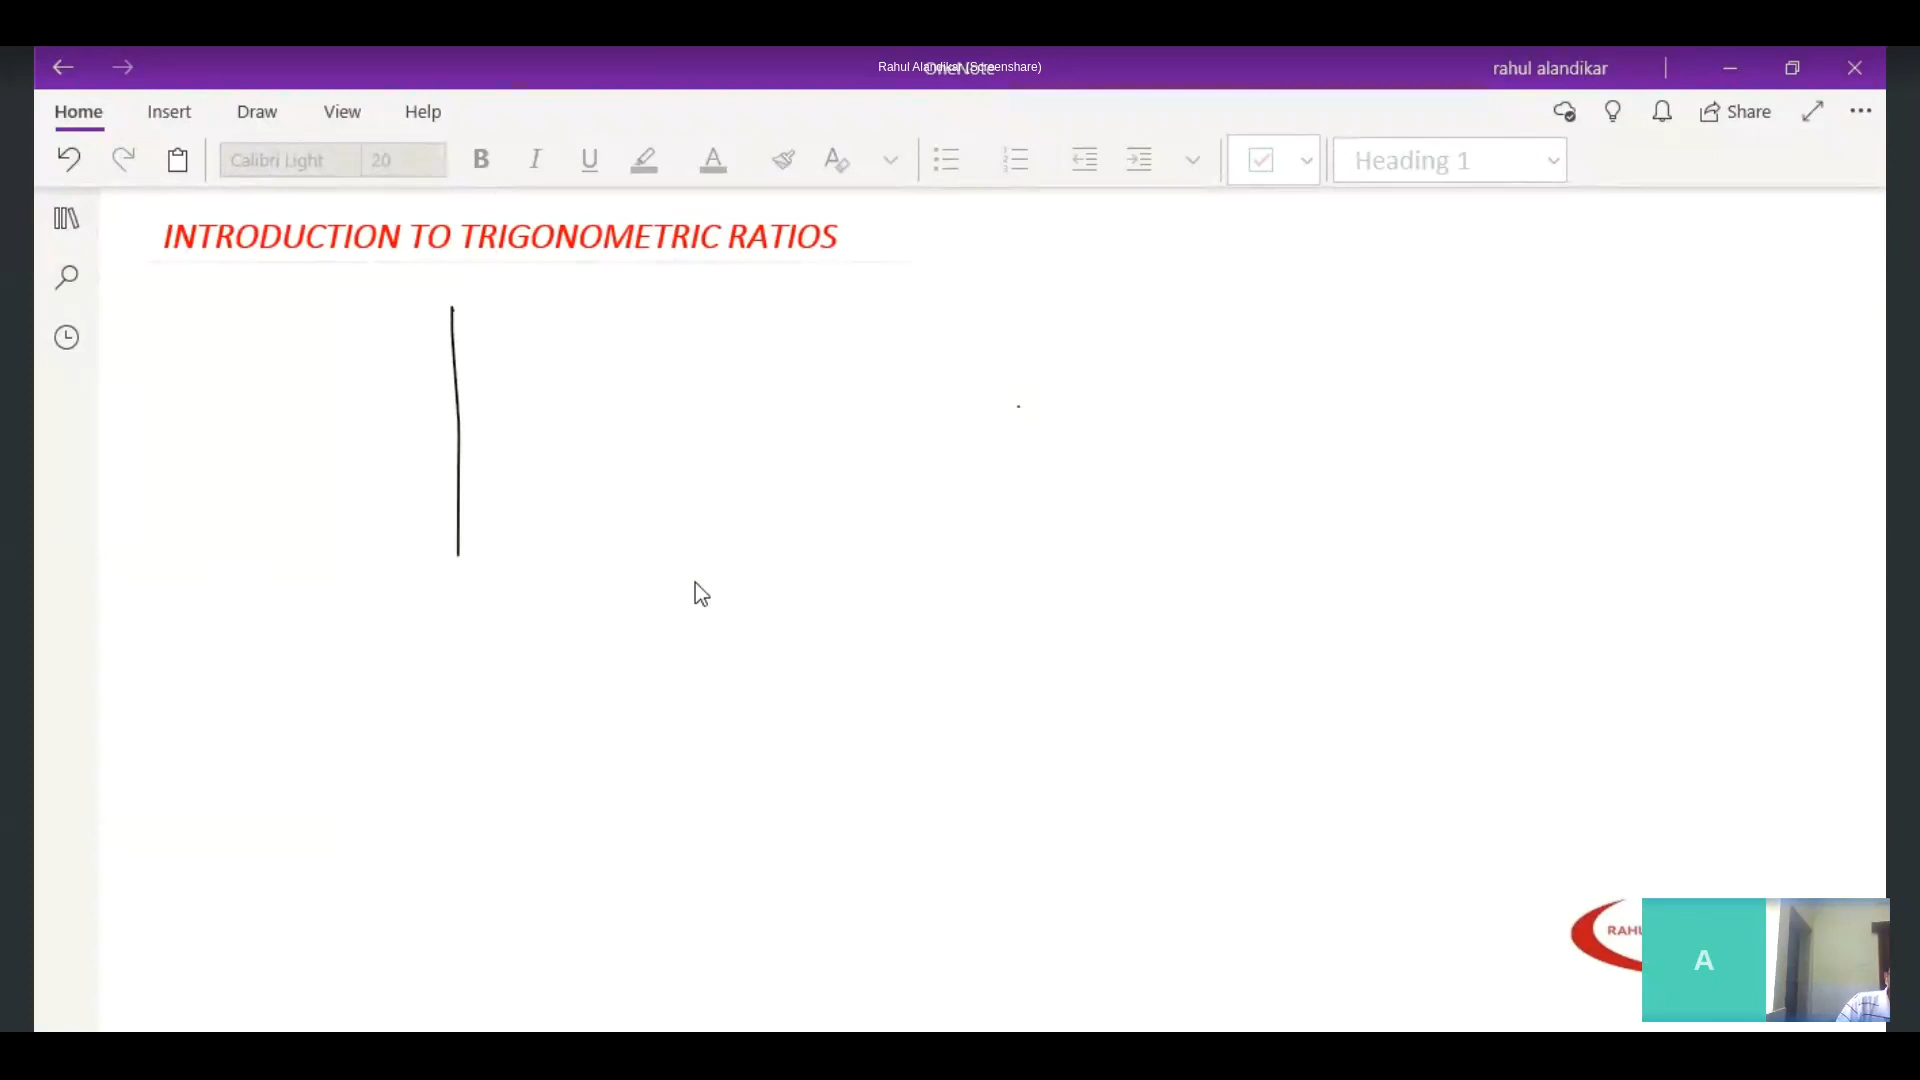 Rahul Alandikar (Screenshare)
OneNote
rahul alandikar
Home Insert Draw View Help
Share
Calibri Light 20 B I U A A Heading 1
INTRODUCTION TO TRIGONOMETRIC RATIOS
A